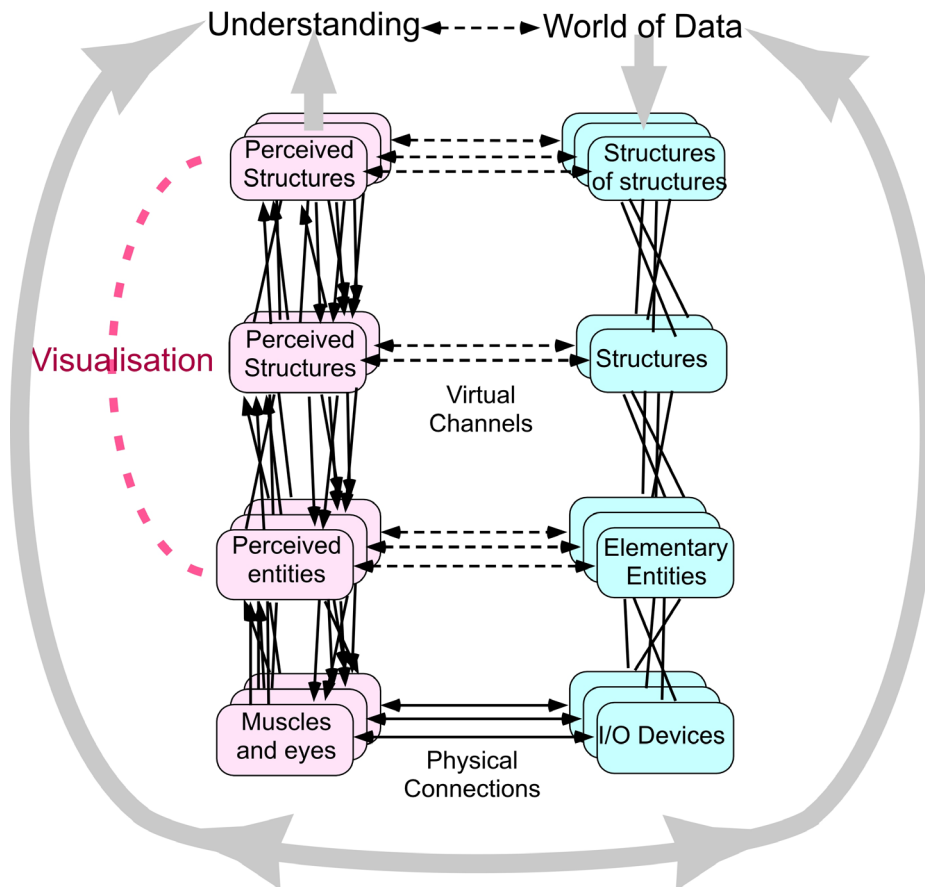 Understanding
World of Data
Perceived
Structures
Structures
of structures
Visualisation
Perceived
Structures
Structures
Virtual
Channels
Perceived
entities
Elementary
Entities
Muscles
and eyes
I/O Devices
Physical
Connections